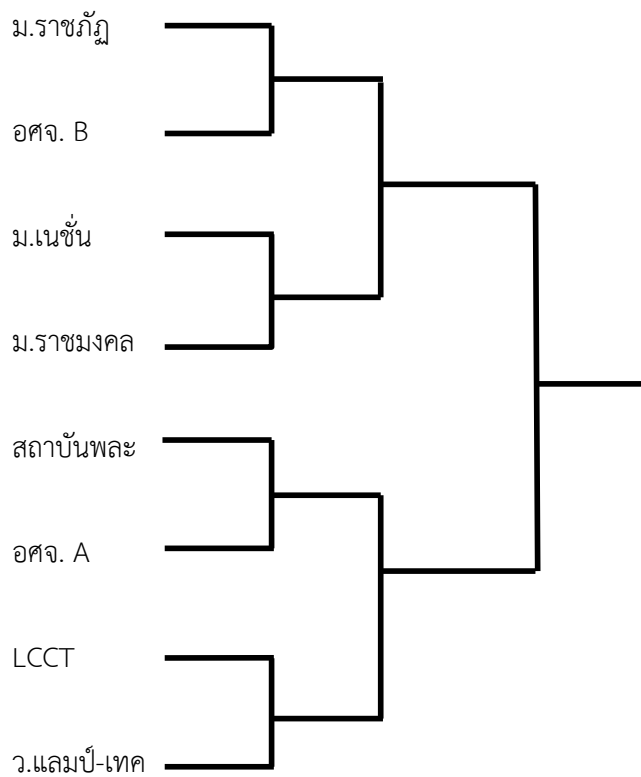 ม.ราชภัฏ
อศจ. B
ม.เนชั่น
ม.ราชมงคล
สถาบันพละ
อศจ. A
LCCT
ว.แลมป์-เทค